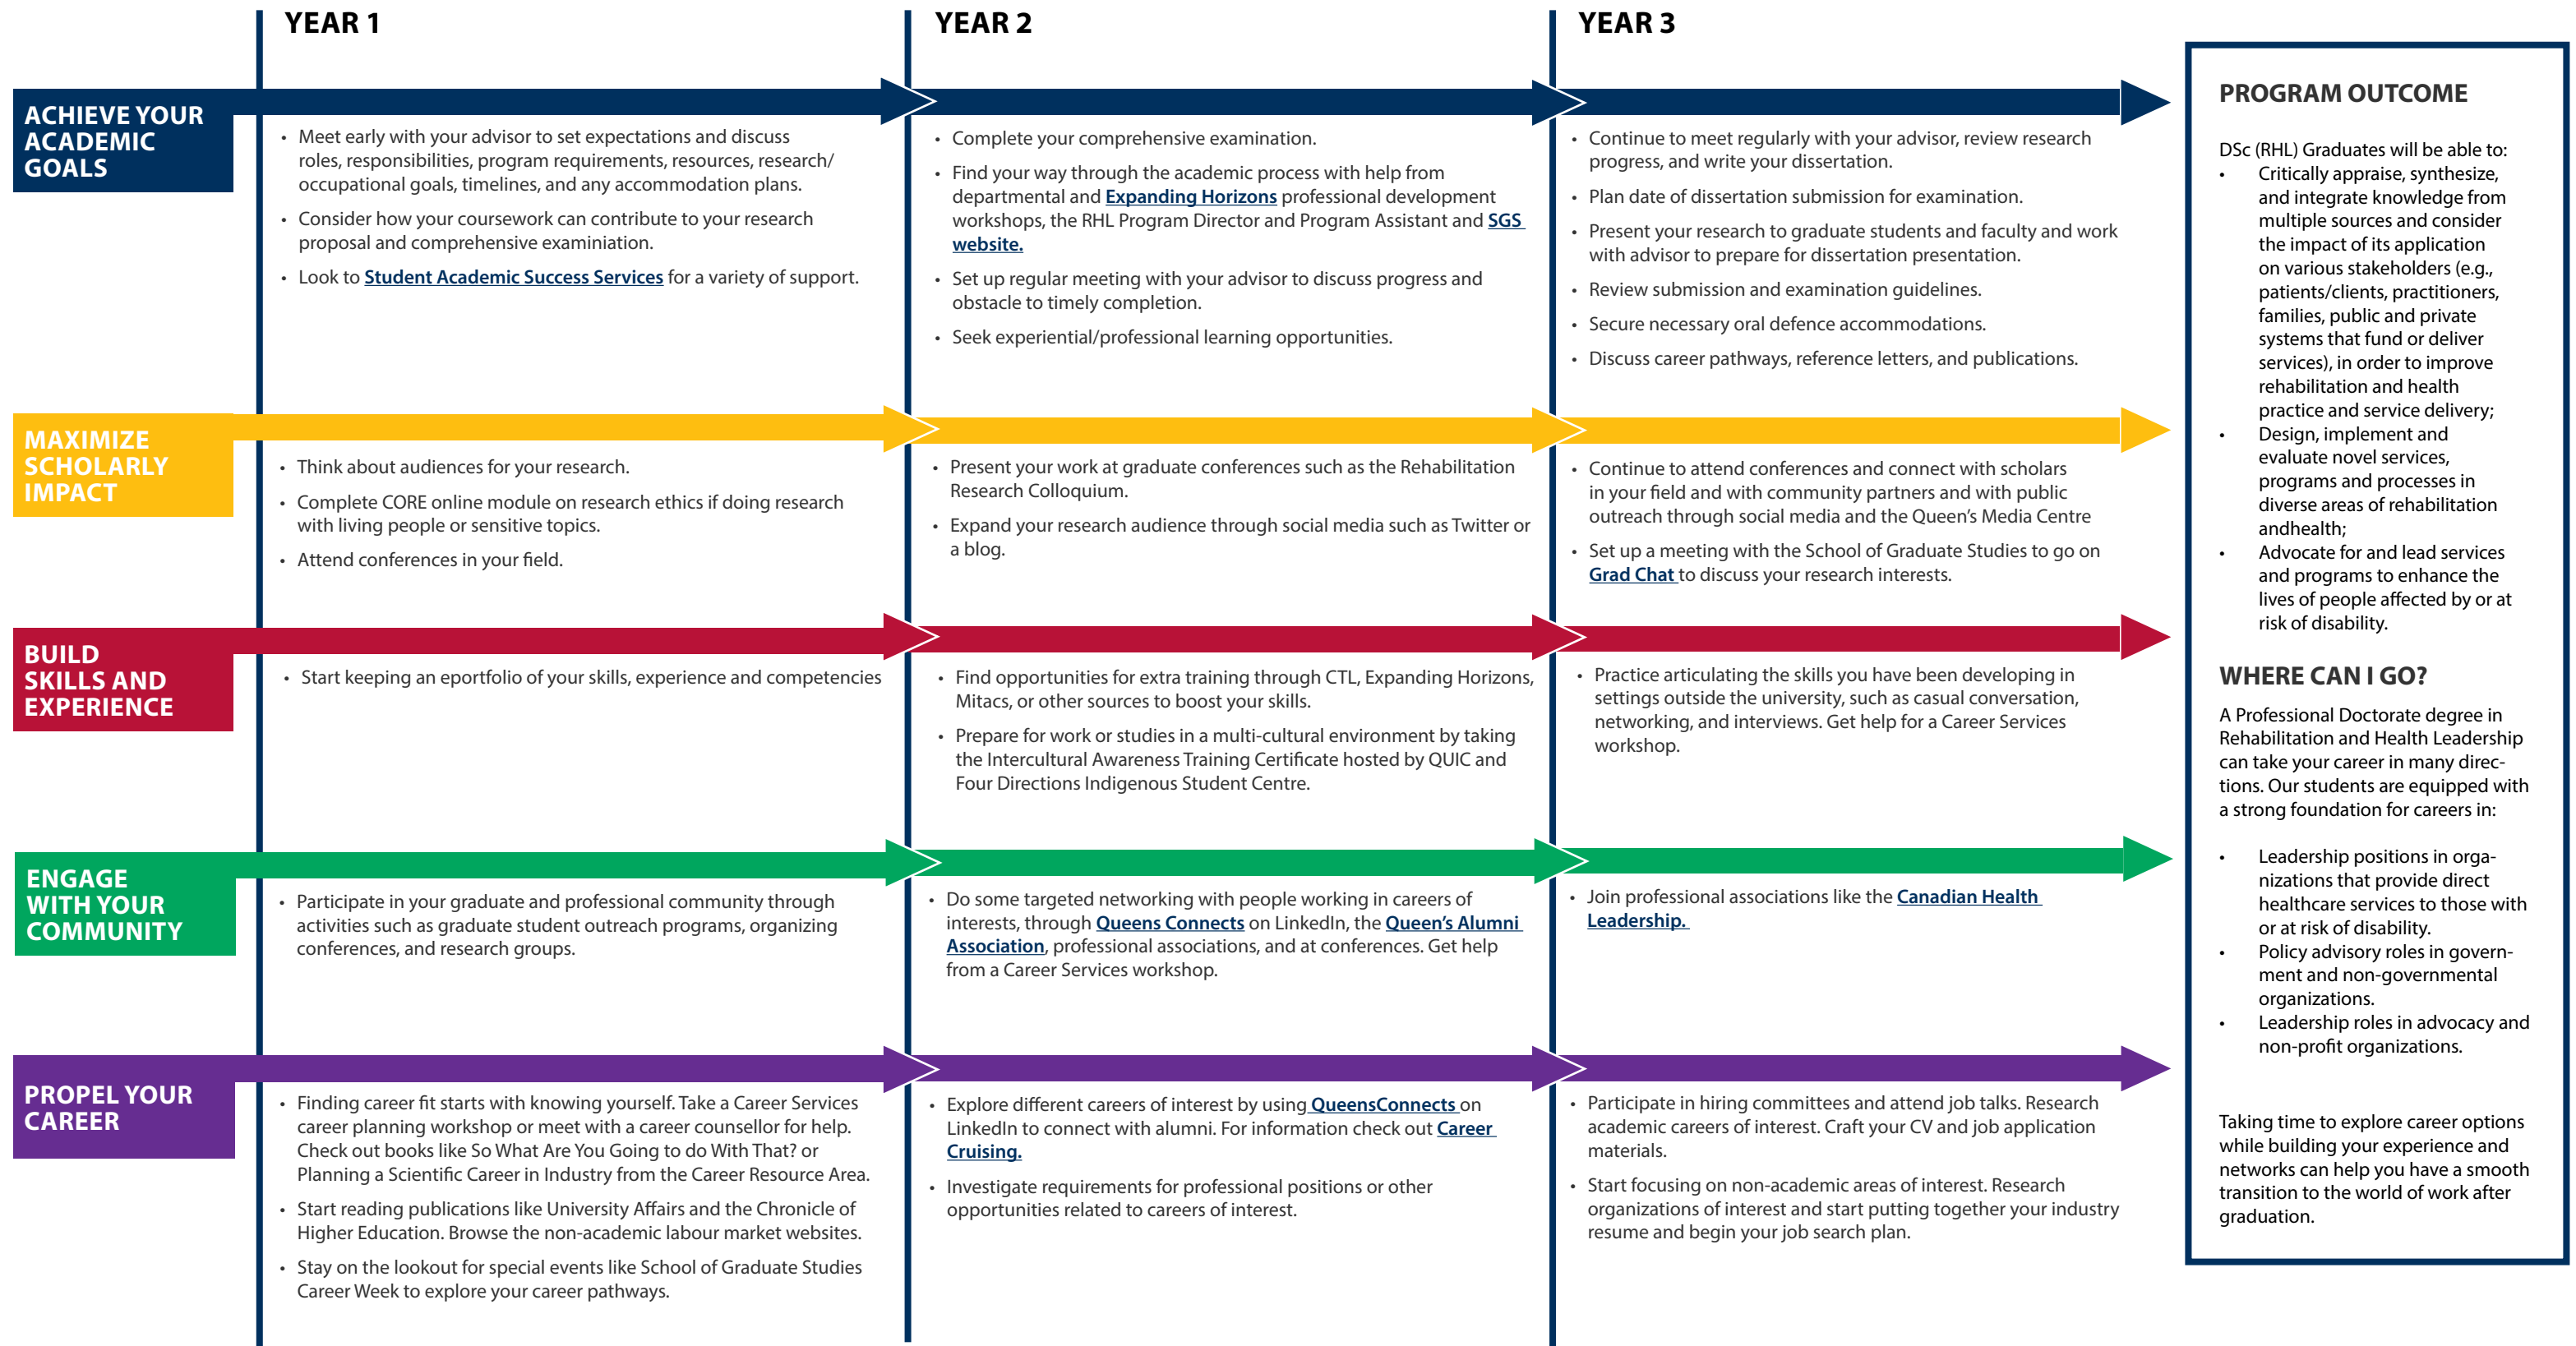 YEAR 1
YEAR 2
YEAR 3
ACHIEVE YOUR
ACADEMIC
GOALS
• Meet early with your advisor to set expectations and discuss
roles, responsibilities, program requirements, resources, research/
occupational goals, timelines, and any accommodation plans.
• Consider how your coursework can contribute to your research
proposal and comprehensive examiniation.
• Look to Student Academic Success Services for a variety of support.
• Complete your comprehensive examination.
• Find your way through the academic process with help from
departmental and Expanding Horizons professional development
workshops, the RHL Program Director and Program Assistant and SGS
website.
• Set up regular meeting with your advisor to discuss progress and
obstacle to timely completion.
• Seek experiential/professional learning opportunities.
• Continue to meet regularly with your advisor, review research
progress, and write your dissertation.
• Plan date of dissertation submission for examination.
• Present your research to graduate students and faculty and work
with advisor to prepare for dissertation presentation.
• Review submission and examination guidelines.
• Secure necessary oral defence accommodations.
• Discuss career pathways, reference letters, and publications.
MAXIMIZE
SCHOLARLY
IMPACT
• Think about audiences for your research.
• Complete CORE online module on research ethics if doing research
with living people or sensitive topics.
• Attend conferences in your field.
• Present your work at graduate conferences such as the Rehabilitation
Research Colloquium.
• Expand your research audience through social media such as Twitter or
a blog.
• Continue to attend conferences and connect with scholars
in your field and with community partners and with public
outreach through social media and the Queen's Media Centre
• Set up a meeting with the School of Graduate Studies to go on
Grad Chat to discuss your research interests.
BUILD
SKILLS AND
EXPERIENCE
• Start keeping an eportfolio of your skills, experience and competencies
• Find opportunities for extra training through CTL, Expanding Horizons,
Mitacs, or other sources to boost your skills.
• Prepare for work or studies in a multi-cultural environment by taking
the Intercultural Awareness Training Certificate hosted by QUIC and
Four Directions Indigenous Student Centre.
• Practice articulating the skills you have been developing in
settings outside the university, such as casual conversation,
networking, and interviews. Get help for a Career Services
workshop.
ENGAGE
WITH YOUR
COMMUNITY
• Participate in your graduate and professional community through
activities such as graduate student outreach programs, organizing
conferences, and research groups.
• Do some targeted networking with people working in careers of
interests, through Queens Connects on LinkedIn, the Queen's Alumni
Association, professional associations, and at conferences. Get help
from a Career Services workshop.
• Join professional associations like the Canadian Health
Leadership.
PROPEL YOUR
CAREER
• Finding career fit starts with knowing yourself. Take a Career Services
career planning workshop or meet with a career counsellor for help.
Check out books like So What Are You Going to do With That? or
Planning a Scientific Career in Industry from the Career Resource Area.
• Start reading publications like University Affairs and the Chronicle of
Higher Education. Browse the non-academic labour market websites.
• Stay on the lookout for special events like School of Graduate Studies
Career Week to explore your career pathways.
• Explore different careers of interest by using QueensConnects on
LinkedIn to connect with alumni. For information check out Career
Cruising.
• Investigate requirements for professional positions or other
opportunities related to careers of interest.
• Participate in hiring committees and attend job talks. Research
academic careers of interest. Craft your CV and job application
materials.
• Start focusing on non-academic areas of interest. Research
organizations of interest and start putting together your industry
resume and begin your job search plan.
PROGRAM OUTCOME
DSc (RHL) Graduates will be able to:
• Critically appraise, synthesize,
and integrate knowledge from
multiple sources and consider
the impact of its application
on various stakeholders (e.g.,
patients/clients, practitioners,
families, public and private
systems that fund or deliver
services), in order to improve
rehabilitation and health
practice and service delivery;
• Design, implement and
evaluate novel services,
programs and processes in
diverse areas of rehabilitation
andhealth;
• Advocate for and lead services
and programs to enhance the
lives of people affected by or at
risk of disability.
WHERE CAN I GO?
A Professional Doctorate degree in
Rehabilitation and Health Leadership
can take your career in many direc-
tions. Our students are equipped with
a strong foundation for careers in:
• Leadership positions in orga-
nizations that provide direct
healthcare services to those with
or at risk of disability.
• Policy advisory roles in govern-
ment and non-governmental
organizations.
• Leadership roles in advocacy and
non-profit organizations.
Taking time to explore career options
while building your experience and
networks can help you have a smooth
transition to the world of work after
graduation.